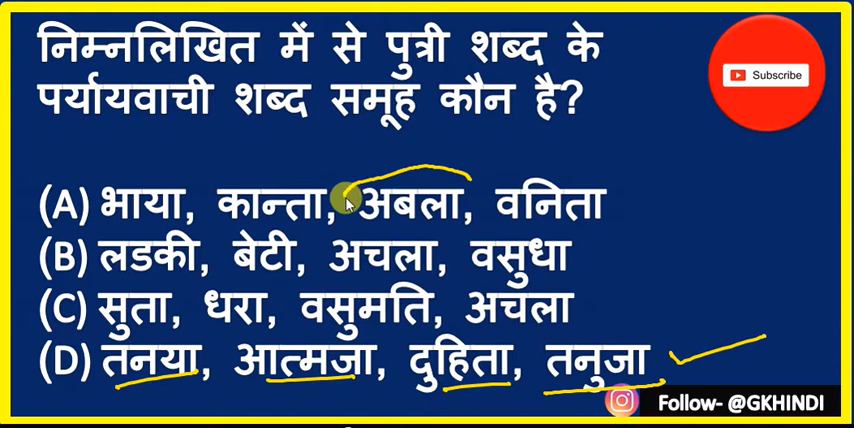 निम्नलिखित में से पुत्री शब्द के
पर्यायवाची शब्द समूह कौन है?
Subscribe
(A) भाया, कान्ता, अबला, वनिता
(B) लडकी, बेटी, अचला, वसुधा
(C) सुता, धरा, वसुमति, अचला
(D) तनया, आत्मजा, दुहिता, तनुजा
Follow- @GKHINDI